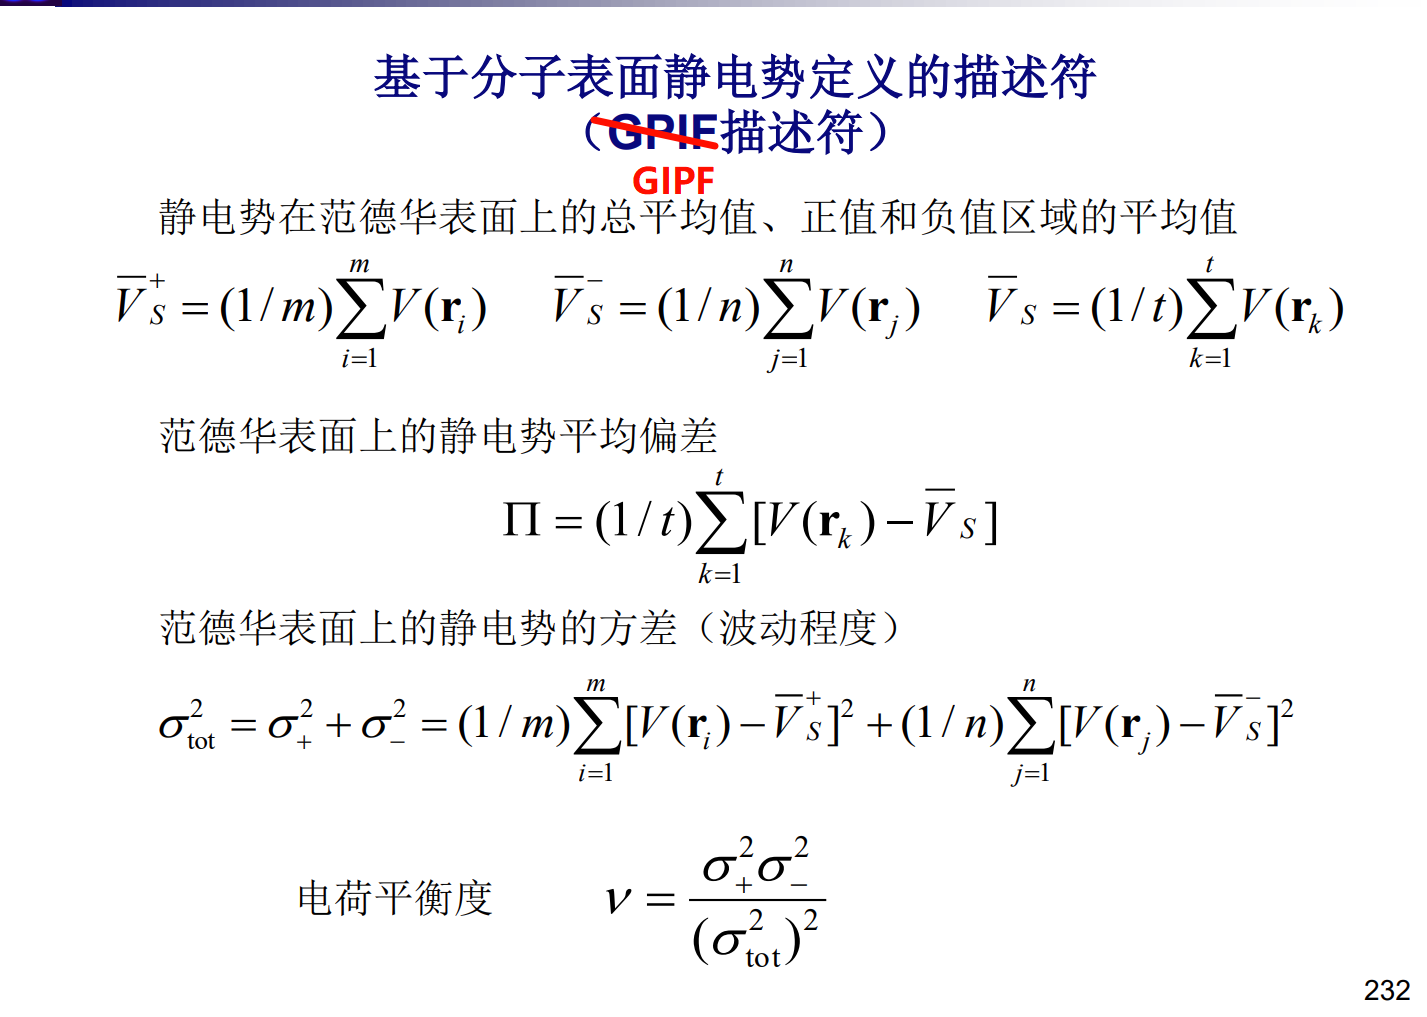 基于分子表面静电势定义的描述符
（GPIF描述符）
GIPF
静电势在范德华表面上的总平均值、正值和负值区域的平均值
$\overline{V}_S^+ = (1/m)\sum_{i=1}^{m} V(\mathbf{r}_i)$ $\overline{V}_S^- = (1/n)\sum_{j=1}^{n} V(\mathbf{r}_j)$ $\overline{V}_S = (1/t)\sum_{k=1}^{t} V(\mathbf{r}_k)$
范德华表面上的静电势平均偏差
$\Pi = (1/t)\sum_{k=1}^{t} [V(\mathbf{r}_k) - \overline{V}_S]$
范德华表面上的静电势的方差（波动程度）
$\sigma_{\text{tot}}^2 = \sigma_+^2 + \sigma_-^2 = (1/m)\sum_{i=1}^{m} [V(\mathbf{r}_i) - \overline{V}_S^+]^2 + (1/n)\sum_{j=1}^{n} [V(\mathbf{r}_j) - \overline{V}_S^-]^2$
电荷平衡度 $\nu = \frac{\sigma_+^2 \sigma_-^2}{(\sigma_{\text{tot}}^2)^2}$
232